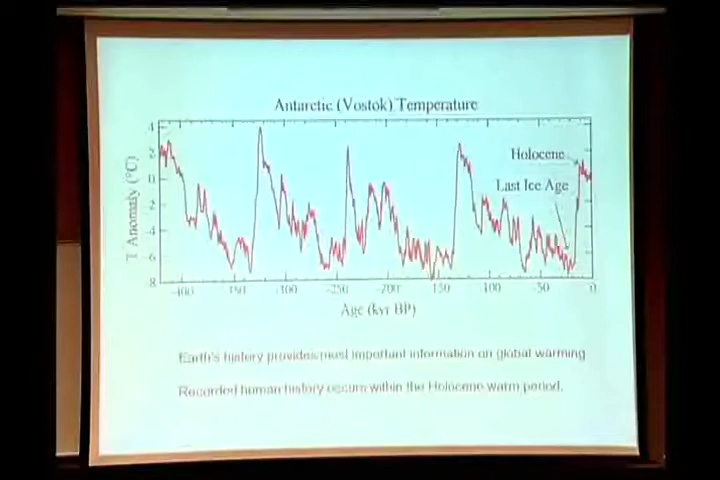 Antarctic (Vostok) Temperature
4
2
0
-2
-4
-6
-8
T Anomaly (°C)
Holocene
Last Ice Age
-400 -350 -300 -250 -200 -150 -100 -50 0
Age (kyr BP)
Earth's history provides most important information on global warming
Recorded human history occurs within the Holocene warm period.